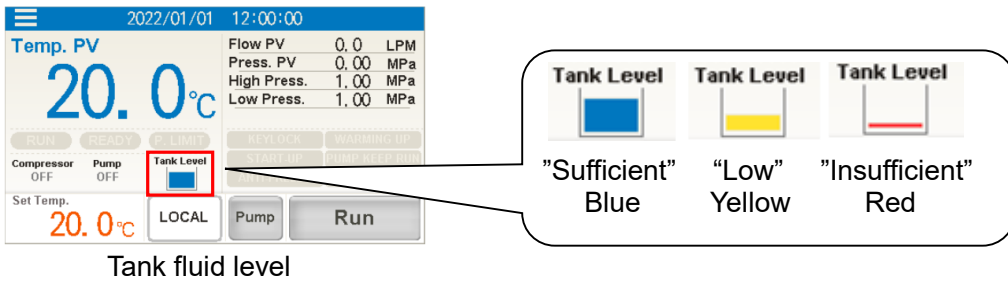 2022/01/01 12:00:00
Temp. PV
20. 0℃
Flow PV 0. 0 LPM
Press. PV 0. 00 MPa
High Press. 1. 00 MPa
Low Press. 1. 00 MPa
RUN READY P. LIMIT
KEYLOCK WARMING UP
START-UP PUMP KEEP RUN
Compressor OFF
Pump OFF
Tank Level
Set Temp.
20. 0℃
LOCAL
Pump
Run
Tank fluid level
Tank Level Tank Level Tank Level
”Sufficient” “Low” ”Insufficient”
Blue Yellow Red